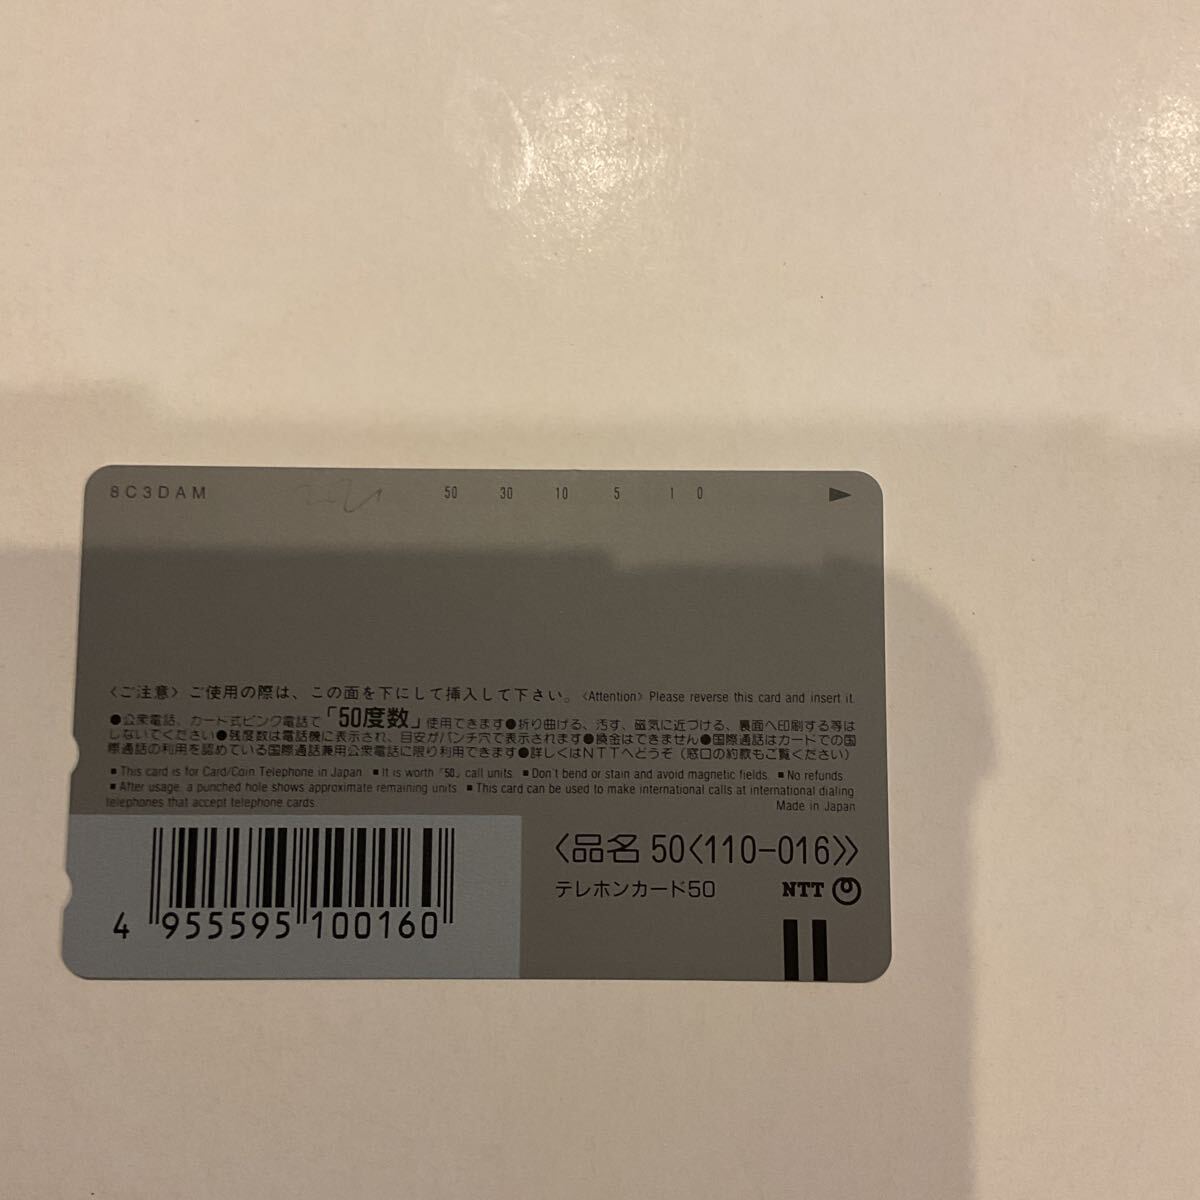 8C3DAM 50 30 10 5 1 0 ▶
〈ご注意〉ご使用の際は、この面を下にして挿入して下さい。〈Attention〉Please reverse this card and insert it.
●公衆電話、カード式ピンク電話で「50度数」使用できます●折り曲げる、汚す、磁気に近づける、裏面へ印刷する等は
しないでください●残度数は電話機に表示され、目安がパンチ穴で表示されます●換金はできません●国際通話はカードでの国
際通話の利用を認めている国際通話兼用公衆電話に限り利用できます●詳しくはNTTへどうぞ（窓口の約款もご覧ください）
■This card is for Card/Coin Telephone in Japan. ■It is worth「50」call units. ■Don't bend or stain and avoid magnetic fields. ■No refunds.
■After usage, a punched hole shows approximate remaining units. ■This card can be used to make international calls at international dialing
telephones that accept telephone cards.
Made in Japan
〈品名 50〈110-016〉〉
テレホンカード50
NTT
4 955595 100160